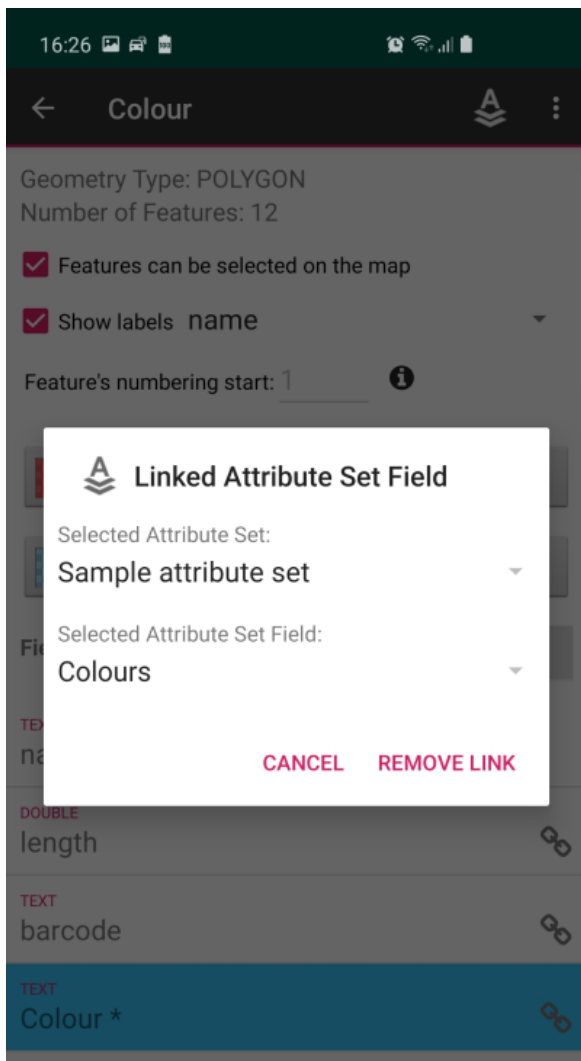 16:26
Colour
Geometry Type: POLYGON
Number of Features: 12
Features can be selected on the map
Show labels name
Feature's numbering start: 1
A Linked Attribute Set Field
Selected Attribute Set:
Sample attribute set
Selected Attribute Set Field:
Colours
CANCEL REMOVE LINK
DOUBLE
length
TEXT
barcode
TEXT
Colour *